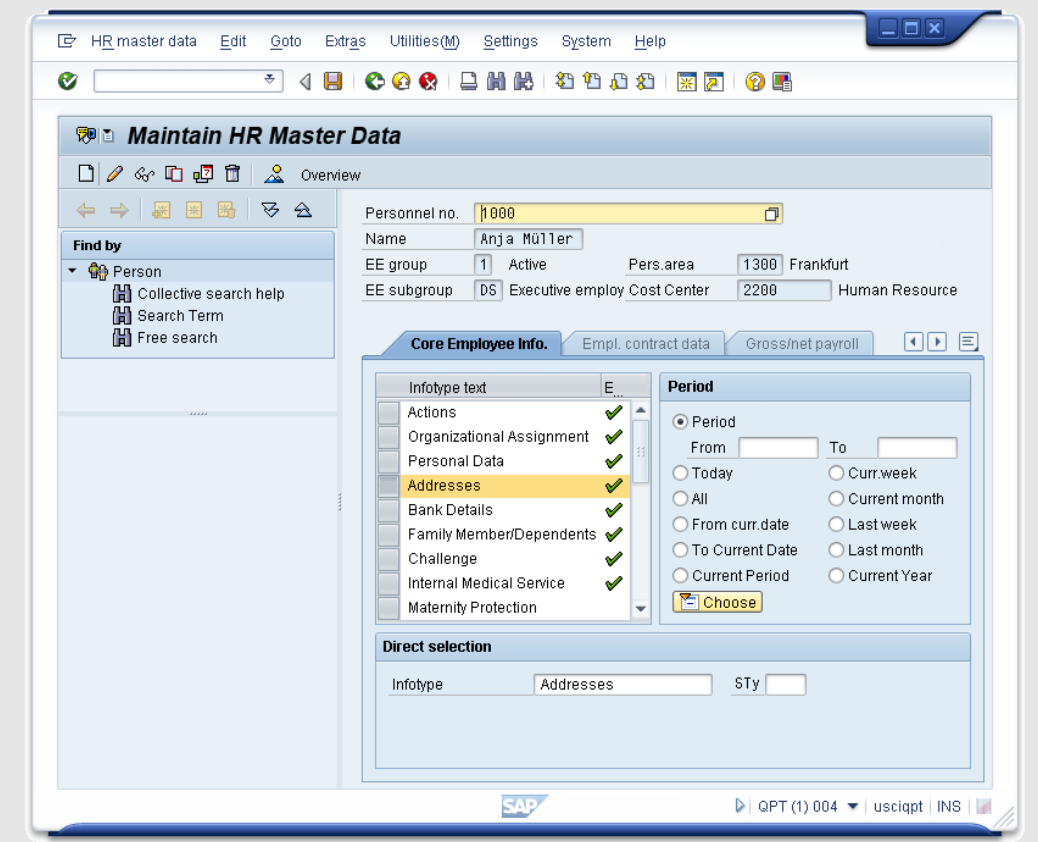 HR master data Edit Goto Extras Utilities(M) Settings System Help
Maintain HR Master Data
Overview
Find by
Person
Collective search help
Search Term
Free search
Personnel no. 1000
Name Anja Müller
EE group 1 Active Pers.area 1300 Frankfurt
EE subgroup DS Executive employ Cost Center 2200 Human Resource
Core Employee Info. Empl. contract data Gross/net payroll
Infotype text E...
Actions
Organizational Assignment
Personal Data
Addresses
Bank Details
Family Member/Dependents
Challenge
Internal Medical Service
Maternity Protection
Period
Period
From To
Today Curr.week
All Current month
From curr.date Last week
To Current Date Last month
Current Period Current Year
Choose
Direct selection
Infotype Addresses STy
SAP QPT (1) 004 usciqpt INS